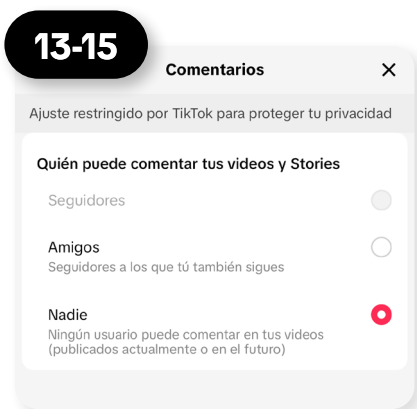 13-15
Comentarios
Ajuste restringido por TikTok para proteger tu privacidad
Quién puede comentar tus videos y Stories
Seguidores
Amigos
Seguidores a los que tú también sigues
Nadie
Ningún usuario puede comentar en tus videos
(publicados actualmente o en el futuro)